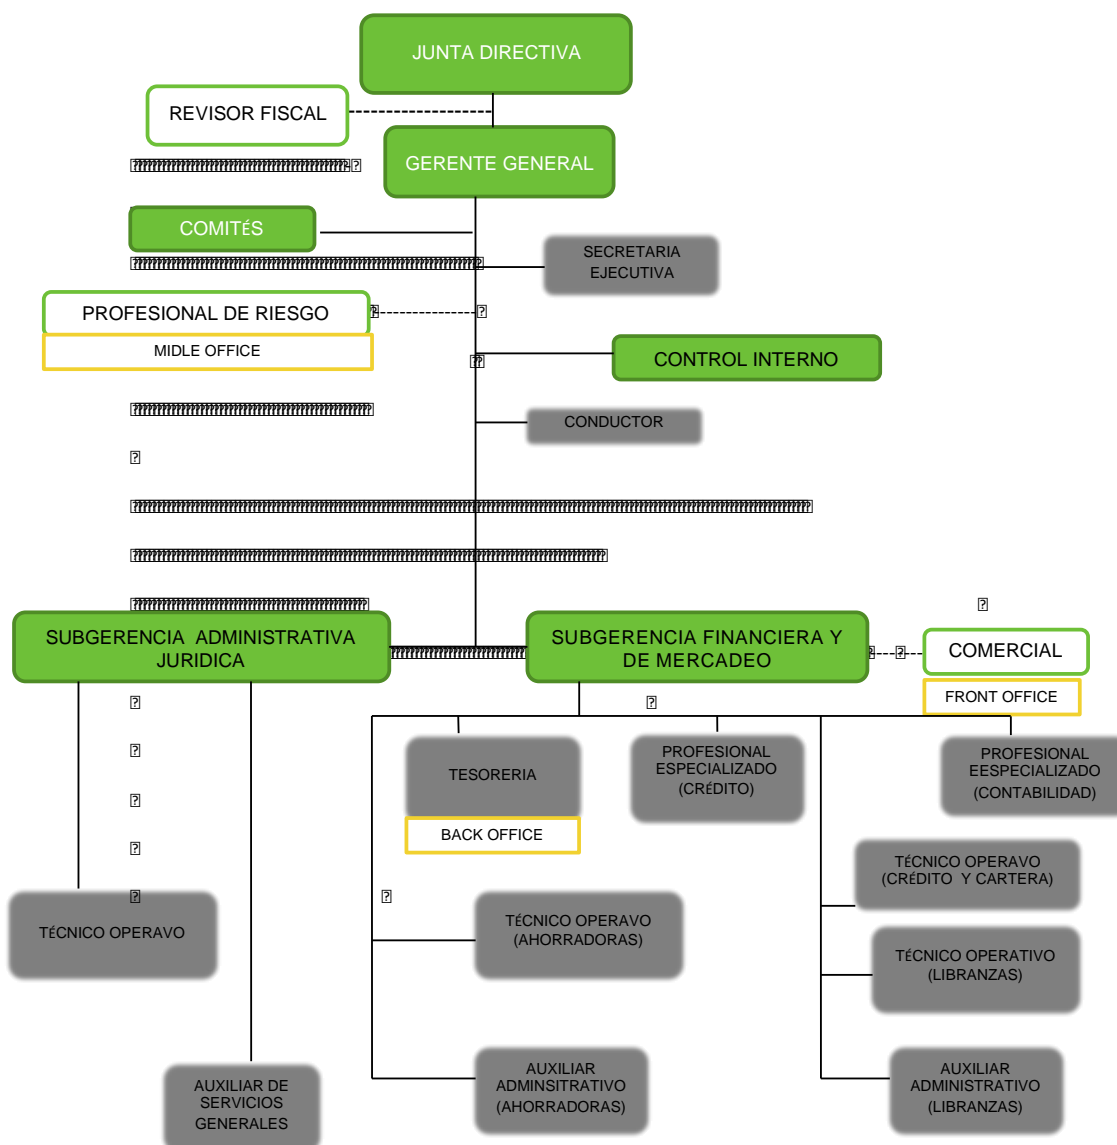 JUNTA DIRECTIVA
REVISOR FISCAL
GERENTE GENERAL
COMITÉS
SECRETARIA
EJECUTIVA
PROFESIONAL DE RIESGO
MIDLE OFFICE
CONTROL INTERNO
CONDUCTOR
SUBGERENCIA ADMINISTRATIVA
JURIDICA
SUBGERENCIA FINANCIERA Y
DE MERCADEO
COMERCIAL
FRONT OFFICE
TESORERIA
BACK OFFICE
PROFESIONAL
ESPECIALIZADO
(CRÉDITO)
PROFESIONAL
EESPECIALIZADO
(CONTABILIDAD)
TÉCNICO OPERAVO
(CRÉDITO Y CARTERA)
TÉCNICO OPERAVO
TÉCNICO OPERAVO
(AHORRADORAS)
TÉCNICO OPERATIVO
(LIBRANZAS)
AUXILIAR DE
SERVICIOS
GENERALES
AUXILIAR
ADMINSITRATIVO
(AHORRADORAS)
AUXILIAR
ADMINISTRATIVO
(LIBRANZAS)